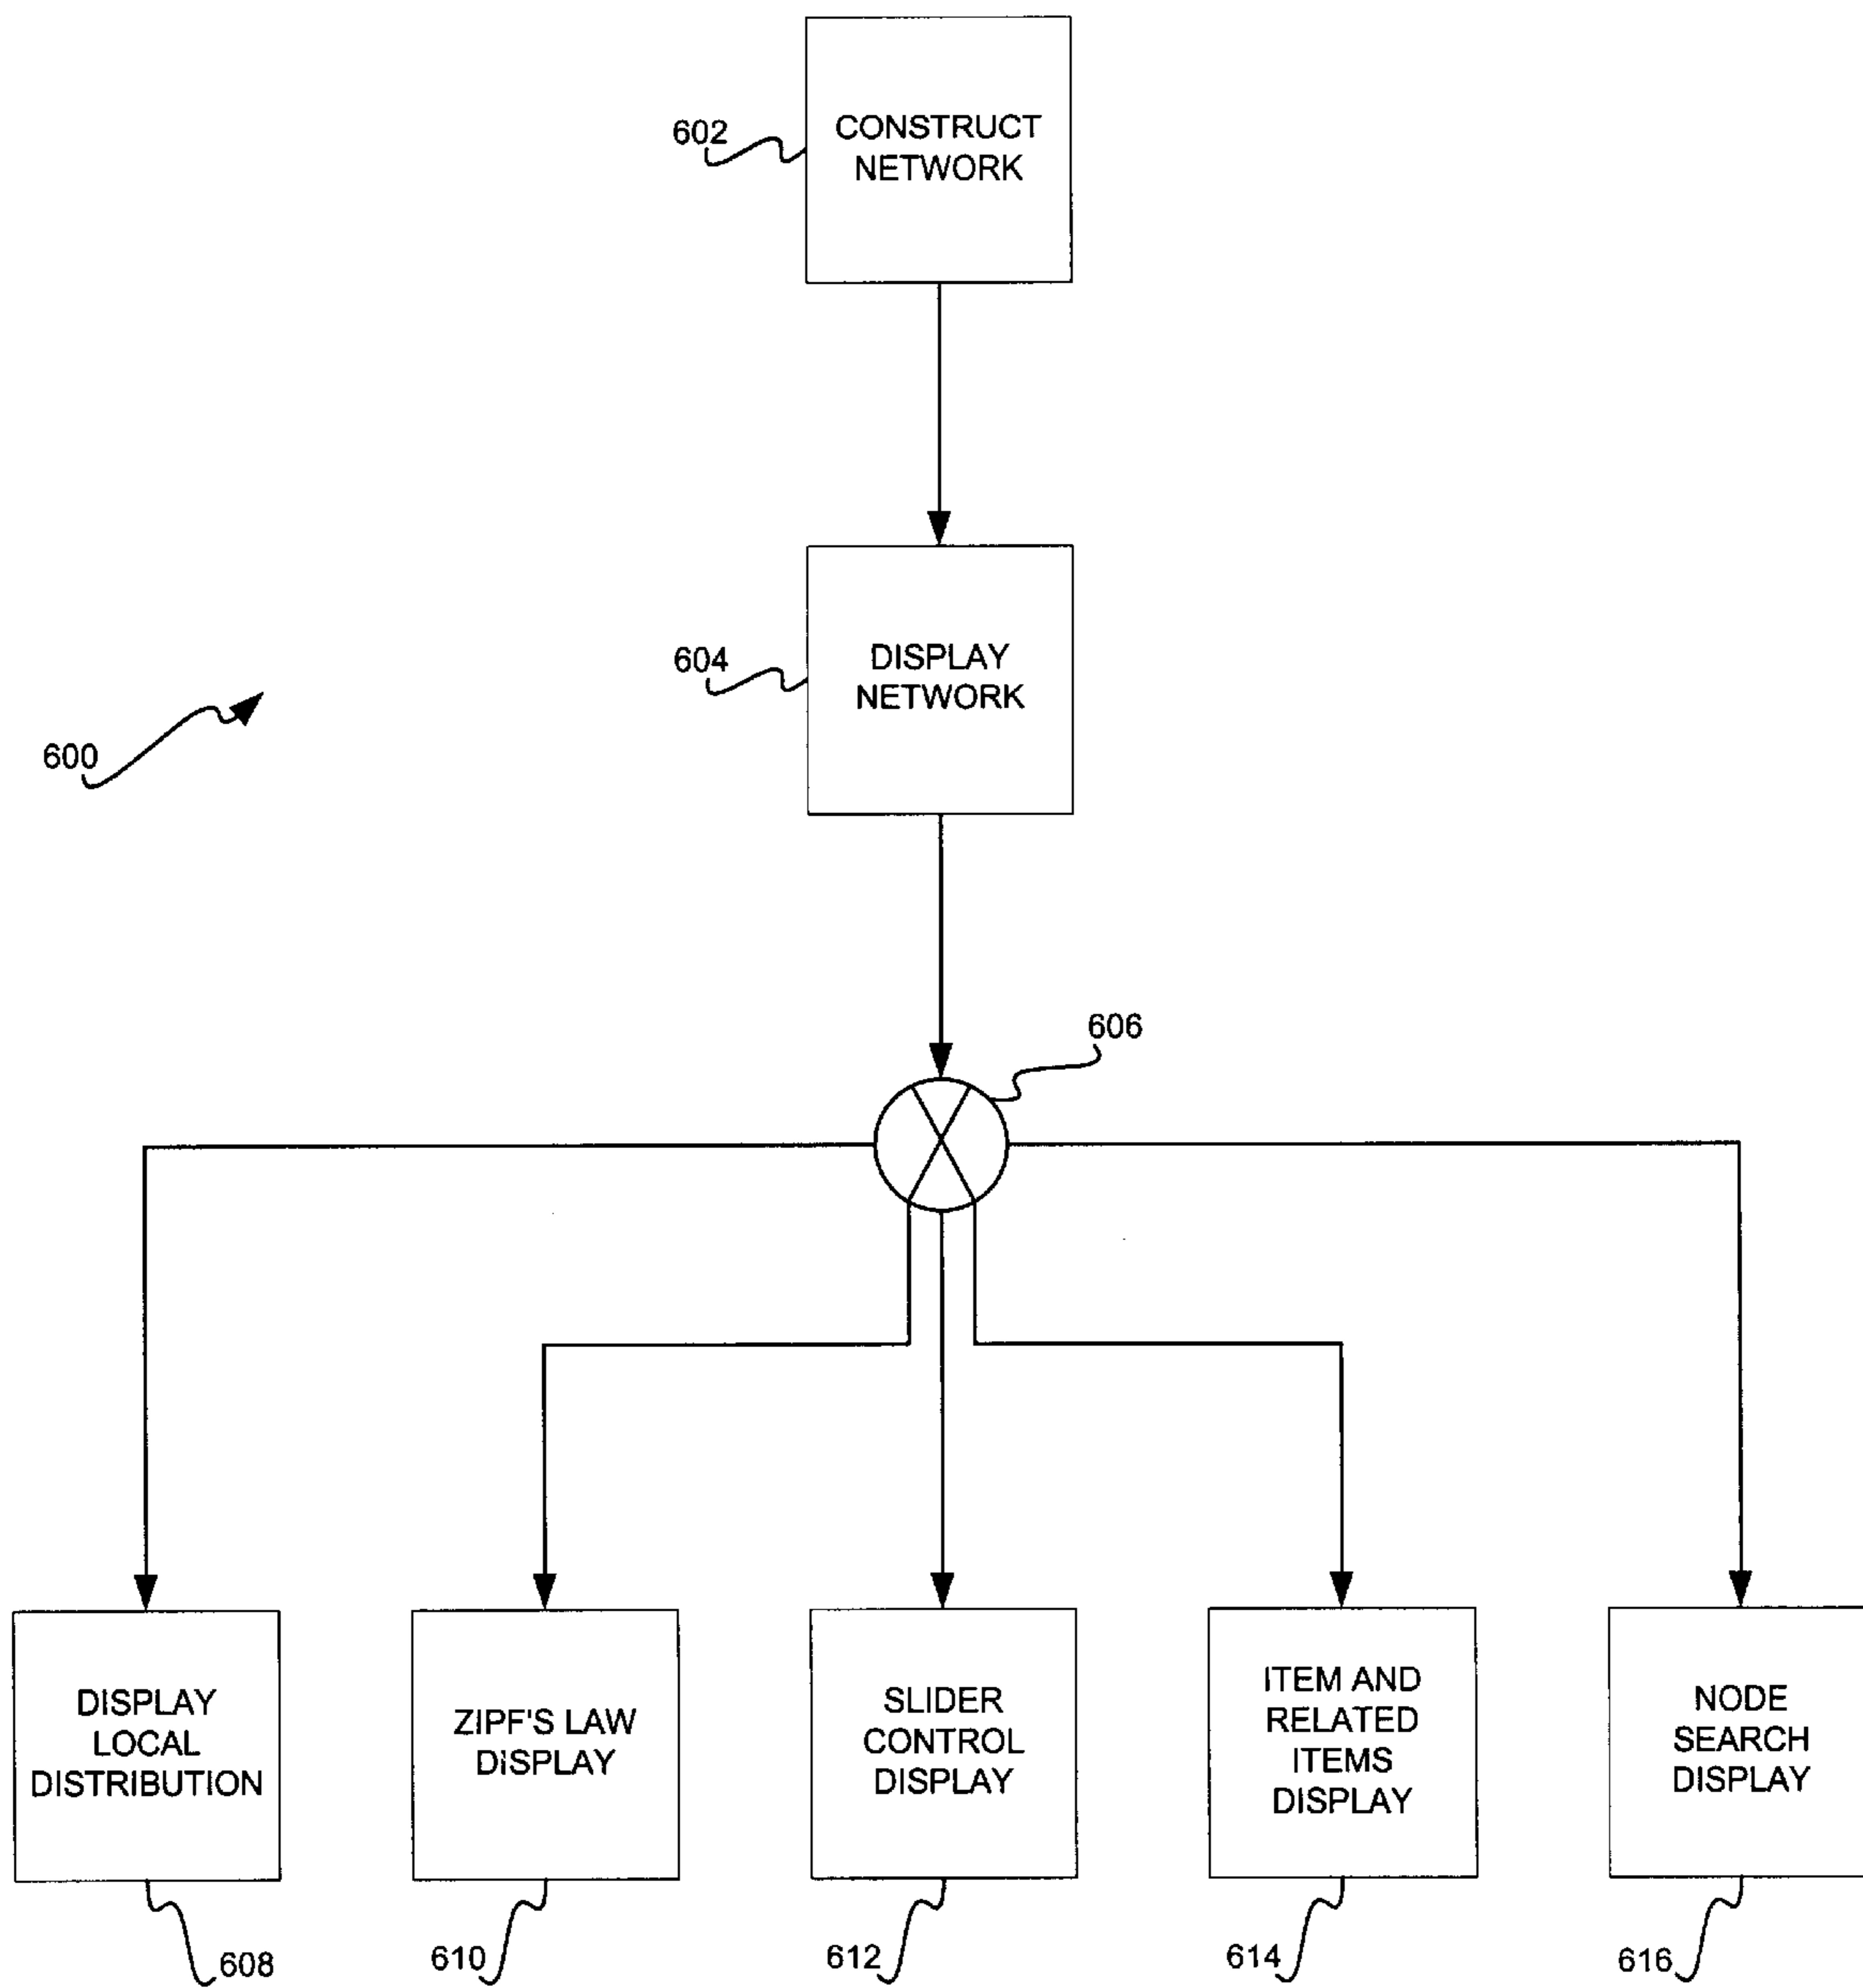 602
CONSTRUCT
NETWORK
604
DISPLAY
NETWORK
600
606
DISPLAY
LOCAL
DISTRIBUTION
ZIPF'S LAW
DISPLAY
SLIDER
CONTROL
DISPLAY
ITEM AND
RELATED
ITEMS
DISPLAY
NODE
SEARCH
DISPLAY
608
610
612
614
616